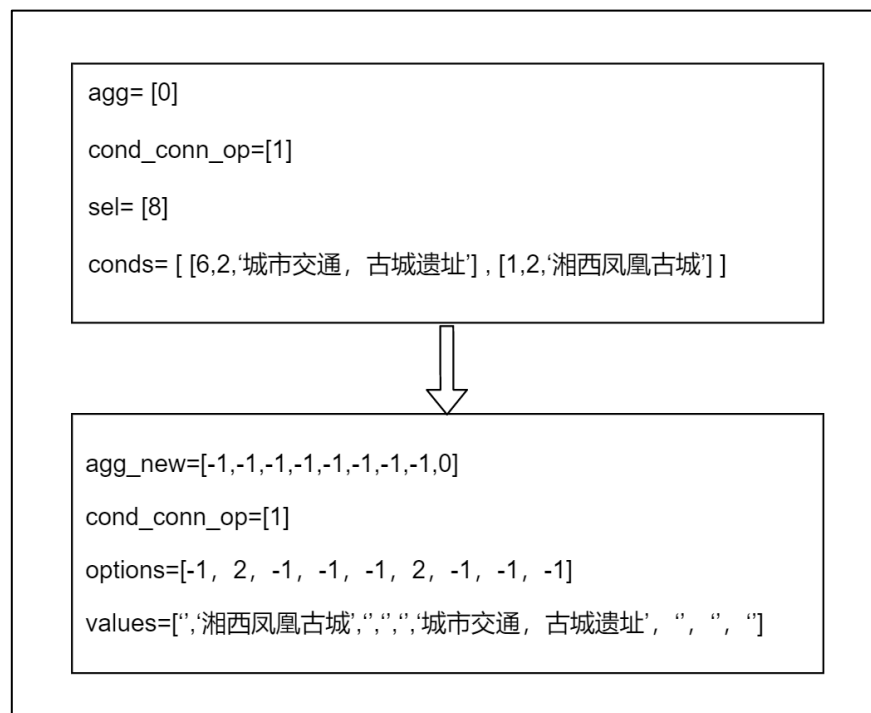 agg= [0]
cond_conn_op=[1]
sel= [8]
conds= [ [6,2,‘城市交通，古城遗址’] , [1,2,‘湘西凤凰古城’] ]
agg_new=[-1,-1,-1,-1,-1,-1,-1,-1,0]
cond_conn_op=[1]
options=[-1，2，-1，-1，-1，2，-1，-1，-1]
values=[‘’,‘湘西凤凰古城’,‘’,‘’,‘’,‘城市交通，古城遗址’，‘’，‘’，‘’]